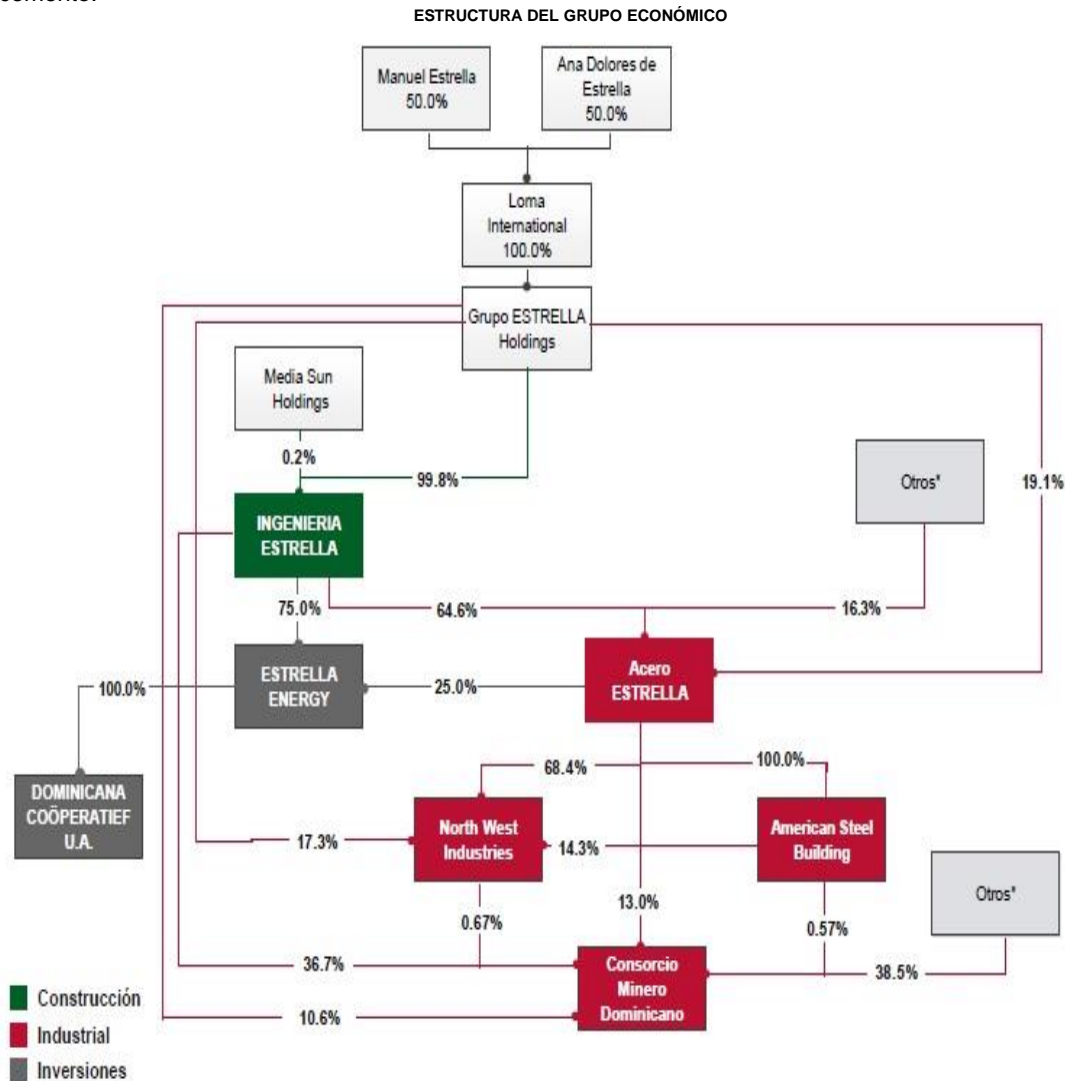 ESTRUCTURA DEL GRUPO ECONÓMICO
Manuel Estrella
50.0%
Ana Dolores de
Estrella
50.0%
Loma
International
100.0%
Grupo ESTRELLA
Holdings
Media Sun
Holdings
0.2%
99.8%
Otros*
19.1%
INGENIERIA
ESTRELLA
75.0%
64.6%
16.3%
ESTRELLA
ENERGY
Acero
ESTRELLA
100.0%
25.0%
68.4%
100.0%
DOMINICANA
COÖPERATIEF
U.A.
North West
Industries
American Steel
Building
17.3%
14.3%
Otros*
13.0%
0.67%
0.57%
36.7%
Consorcio
Minero
Dominicano
38.5%
10.6%
Construcción
Industrial
Inversiones